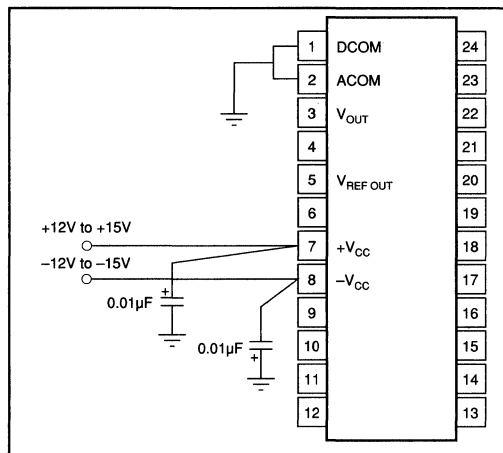 1 DCOM 24
2 ACOM 23
3 VOUT 22
4 21
5 VREF OUT 20
6 19
+12V to +15V
7 +VCC 18
–12V to –15V
8 –VCC 17
+
0.01µF
9 16
0.01µF
+
10 15
11 14
12 13